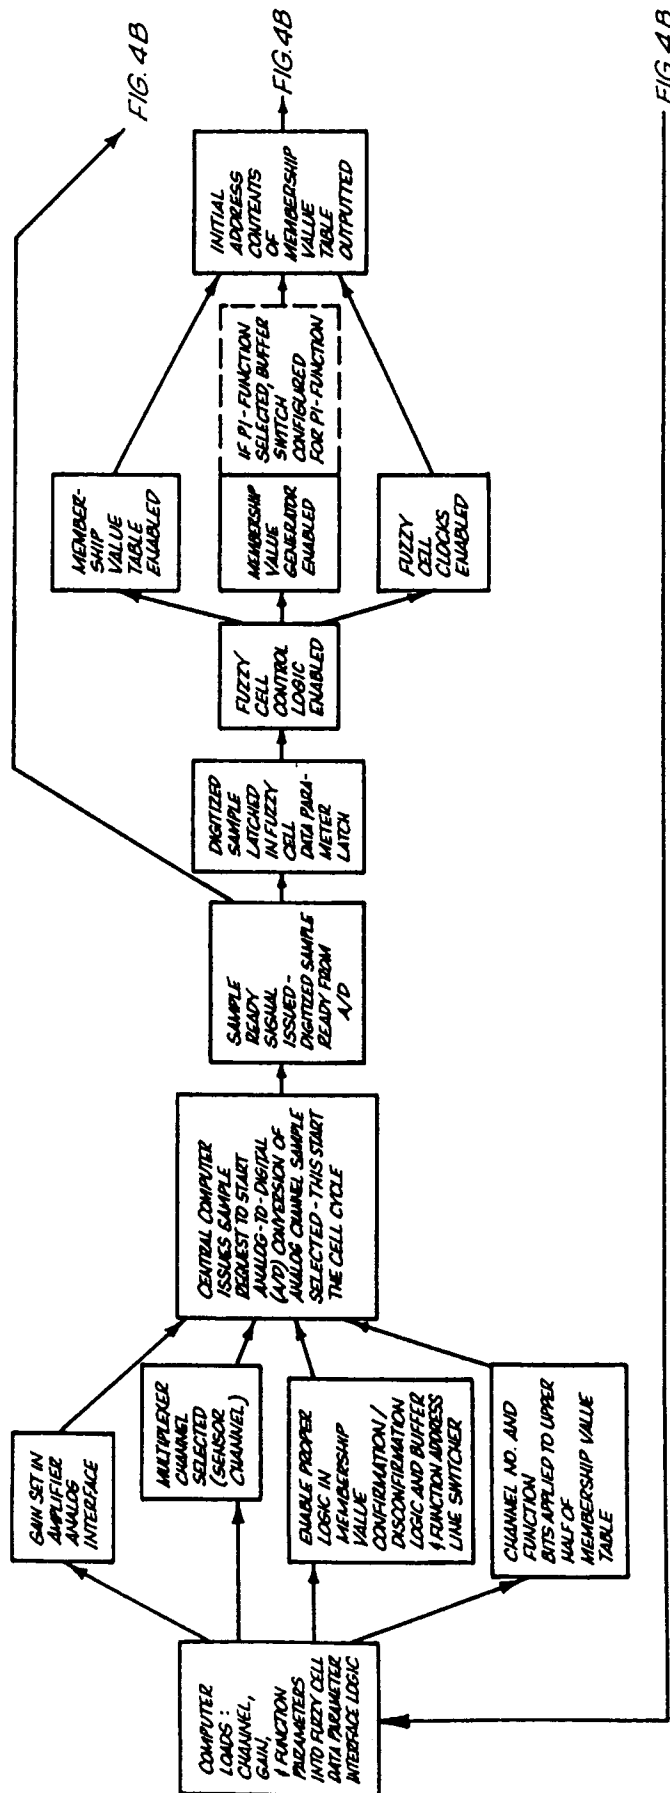 COMPUTER
LOADS:
CHANNEL,
GAIN,
& FUNCTION
PARAMETERS
INTO FUZZY CELL
DATA PARAMETER
INTERFACE LOGIC
GAIN SET IN
AMPLIFIER
ANALOG
INTERFACE
MULTIPLEXER
CHANNEL
SELECTED
(SENSOR
CHANNEL)
ENABLE PROPER
LOGIC IN
MEMBERSHIP
VALUE
CONFIRMATION/
DISCONFIRMATION
LOGIC AND BUFFER
& FUNCTION ADDRESS
LINE SWITCHER
CHANNEL NO. AND
FUNCTION
BITS APPLIED TO UPPER
HALF OF
MEMBERSHIP VALUE
TABLE
CENTRAL COMPUTER
ISSUES SAMPLE
REQUEST TO START
ANALOG-TO-DIGITAL
(A/D) CONVERSION OF
ANALOG CHANNEL SAMPLE
SELECTED-THIS START
THE CELL CYCLE
SAMPLE
READY
SIGNAL
ISSUED-
DIGITIZED SAMPLE
READY FROM
A/D
DIGITIZED
SAMPLE
LATCHED
IN FUZZY
CELL
DATA PARA-
METER
LATCH
FUZZY
CELL
CONTROL
LOGIC
ENABLED
MEMBER-
SHIP
VALUE
TABLE
ENABLED
MEMBERSHIP
VALUE
GENERATOR
ENABLED
IF PI-FUNCTION
SELECTED, BUFFER
SWITCH
CONFIGURED
FOR PI-FUNCTION
FUZZY
CELL
CLOCKS
ENABLED
INITIAL
ADDRESS
CONTENTS
OF
MEMBERSHIP
VALUE
TABLE
OUTPUTTED
FIG. 4B
FIG. 4B
FIG. 4B